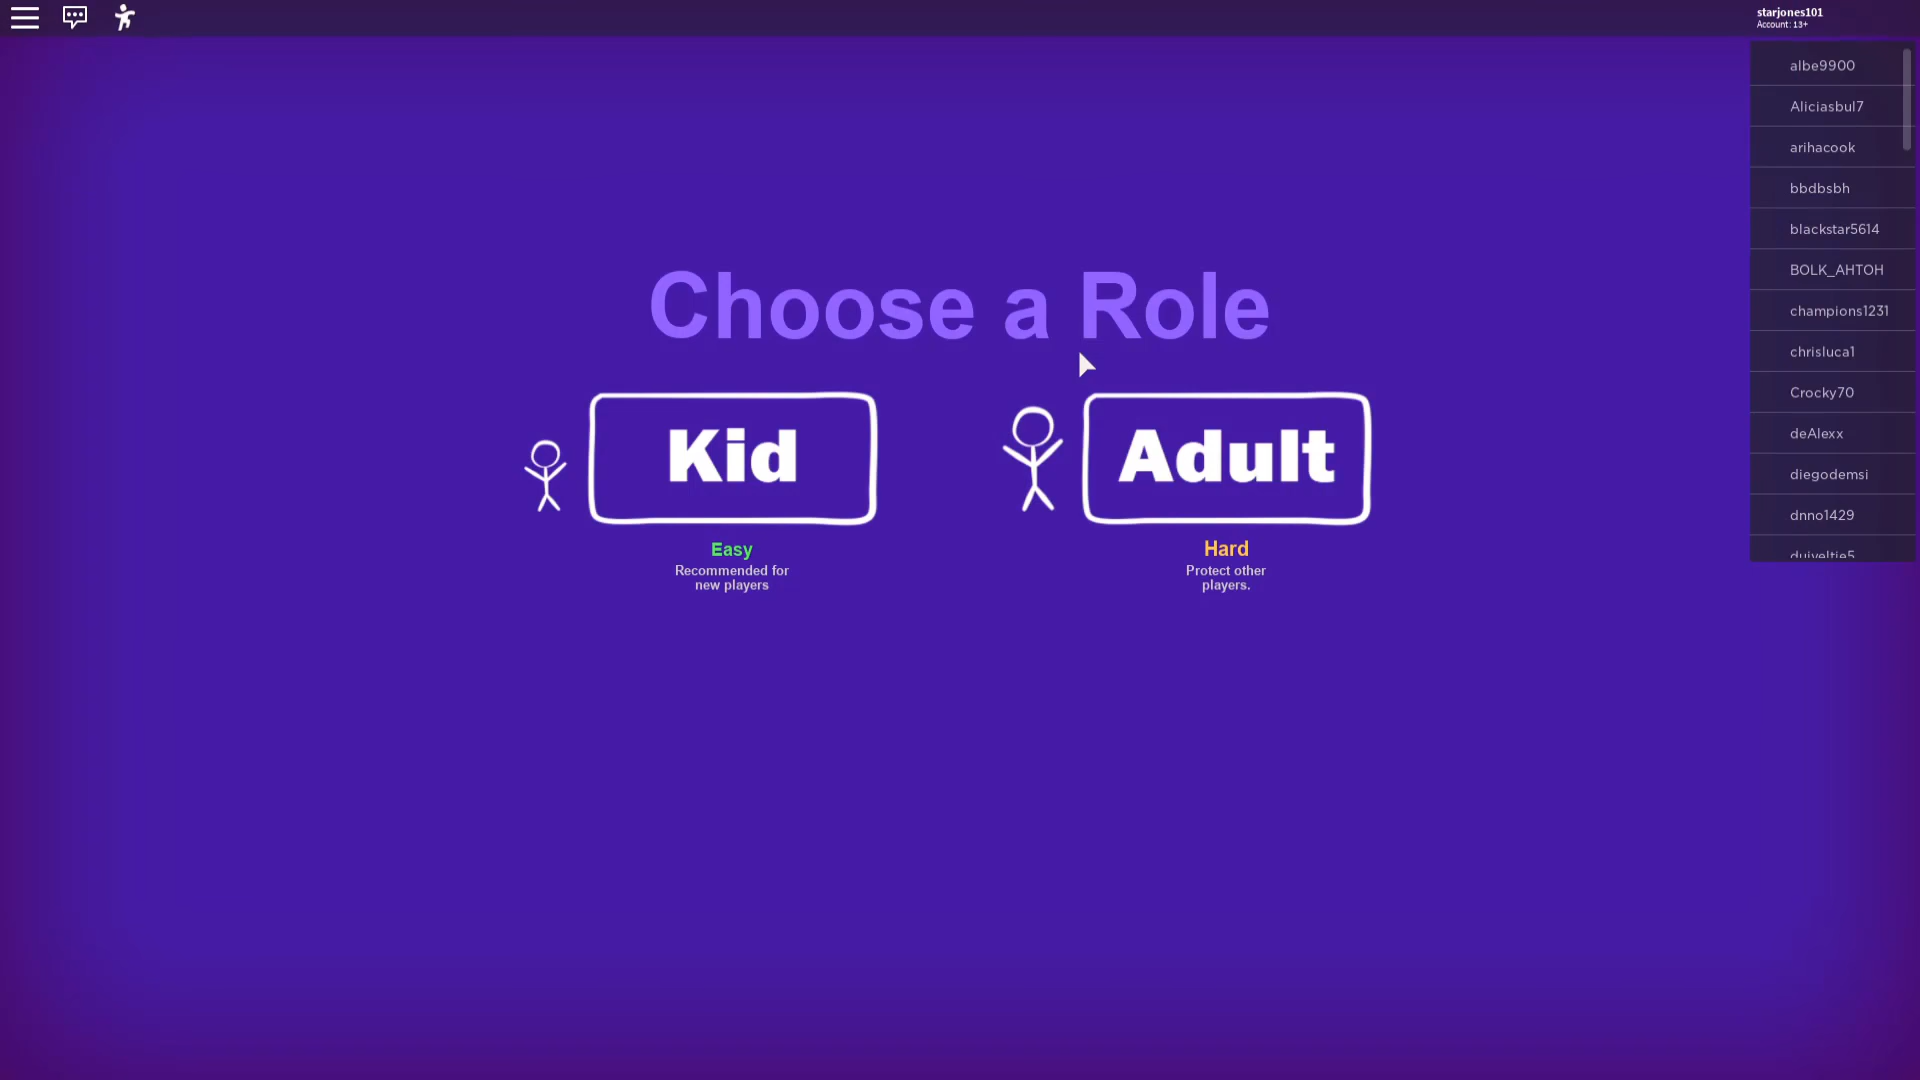 starjones101
Account: 13+
albe9900
Aliciasbul7
arihacook
bbdbsbh
blackstar5614
BOLK_AHTOH
champions1231
chrisluca1
Crocky70
deAlexx
diegodemsi
dnno1429
duiveltje5
Choose a Role
Kid
Adult
Easy
Recommended for
new players
Hard
Protect other
players.